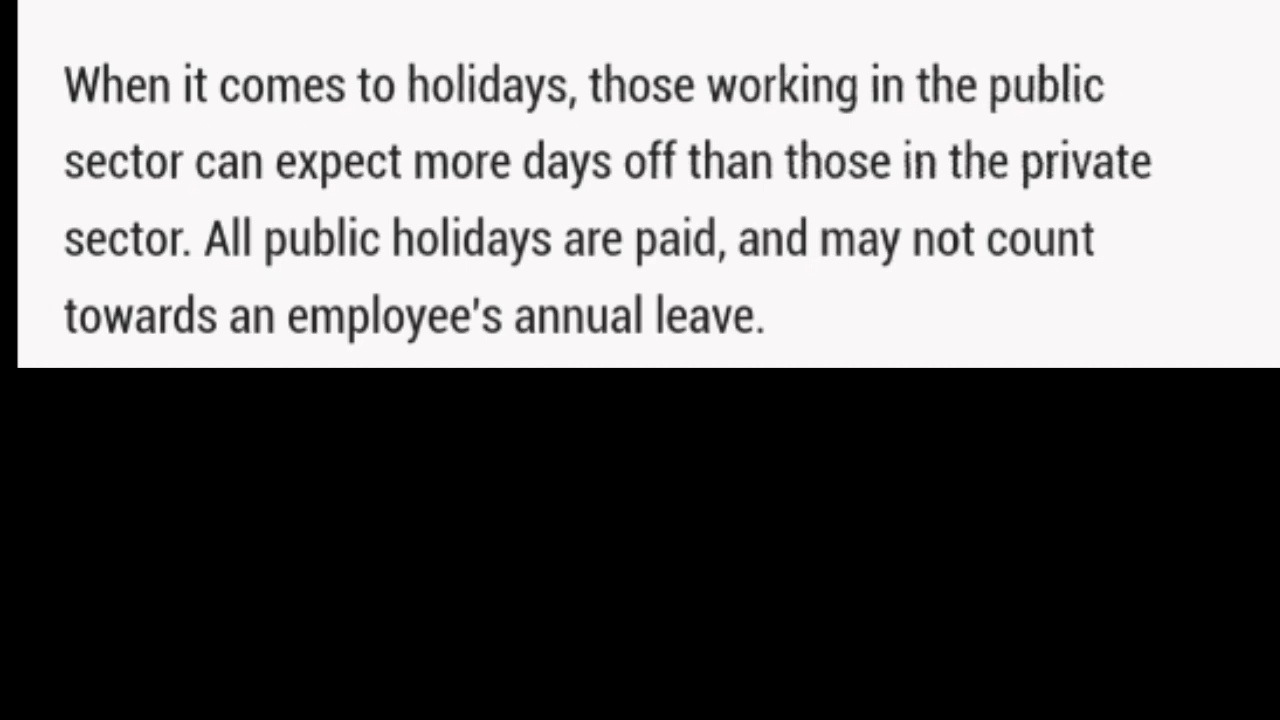 When it comes to holidays, those working in the public
sector can expect more days off than those in the private
sector. All public holidays are paid, and may not count
towards an employee's annual leave.